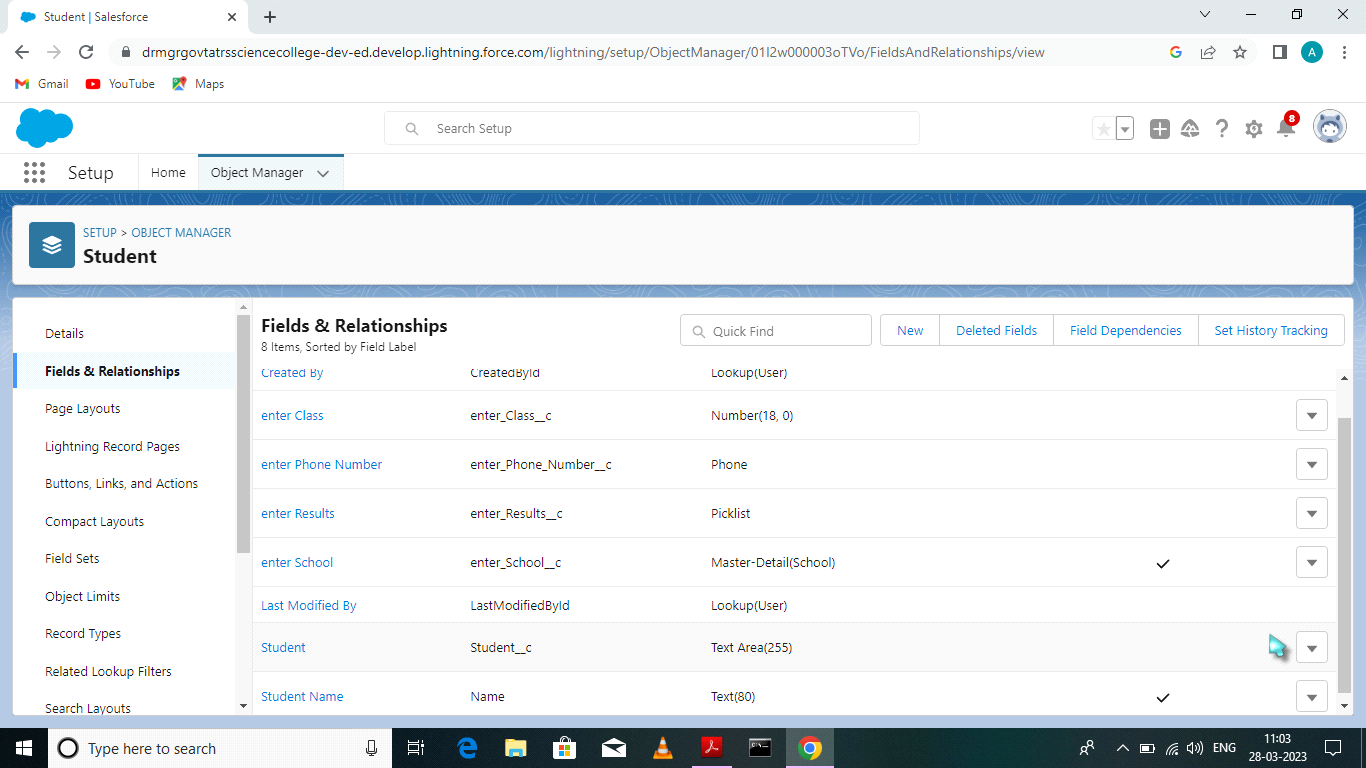 Student | Salesforce
drmgrgovtatrssciencecollege-dev-ed.develop.lightning.force.com/lightning/setup/ObjectManager/01I2w000003oTVo/FieldsAndRelationships/view
A
Gmail YouTube Maps
Search Setup
8
Setup Home Object Manager
SETUP > OBJECT MANAGER
Student
Details
Fields & Relationships
Page Layouts
Lightning Record Pages
Buttons, Links, and Actions
Compact Layouts
Field Sets
Object Limits
Record Types
Related Lookup Filters
Search Layouts
Fields & Relationships
8 Items, Sorted by Field Label
Quick Find New Deleted Fields Field Dependencies Set History Tracking
Created By CreatedById Lookup(User)
enter Class enter_Class__c Number(18, 0)
enter Phone Number enter_Phone_Number__c Phone
enter Results enter_Results__c Picklist
enter School enter_School__c Master-Detail(School)
Last Modified By LastModifiedById Lookup(User)
Student Student__c Text Area(255)
Student Name Name Text(80)
Type here to search
ENG
11:03
28-03-2023